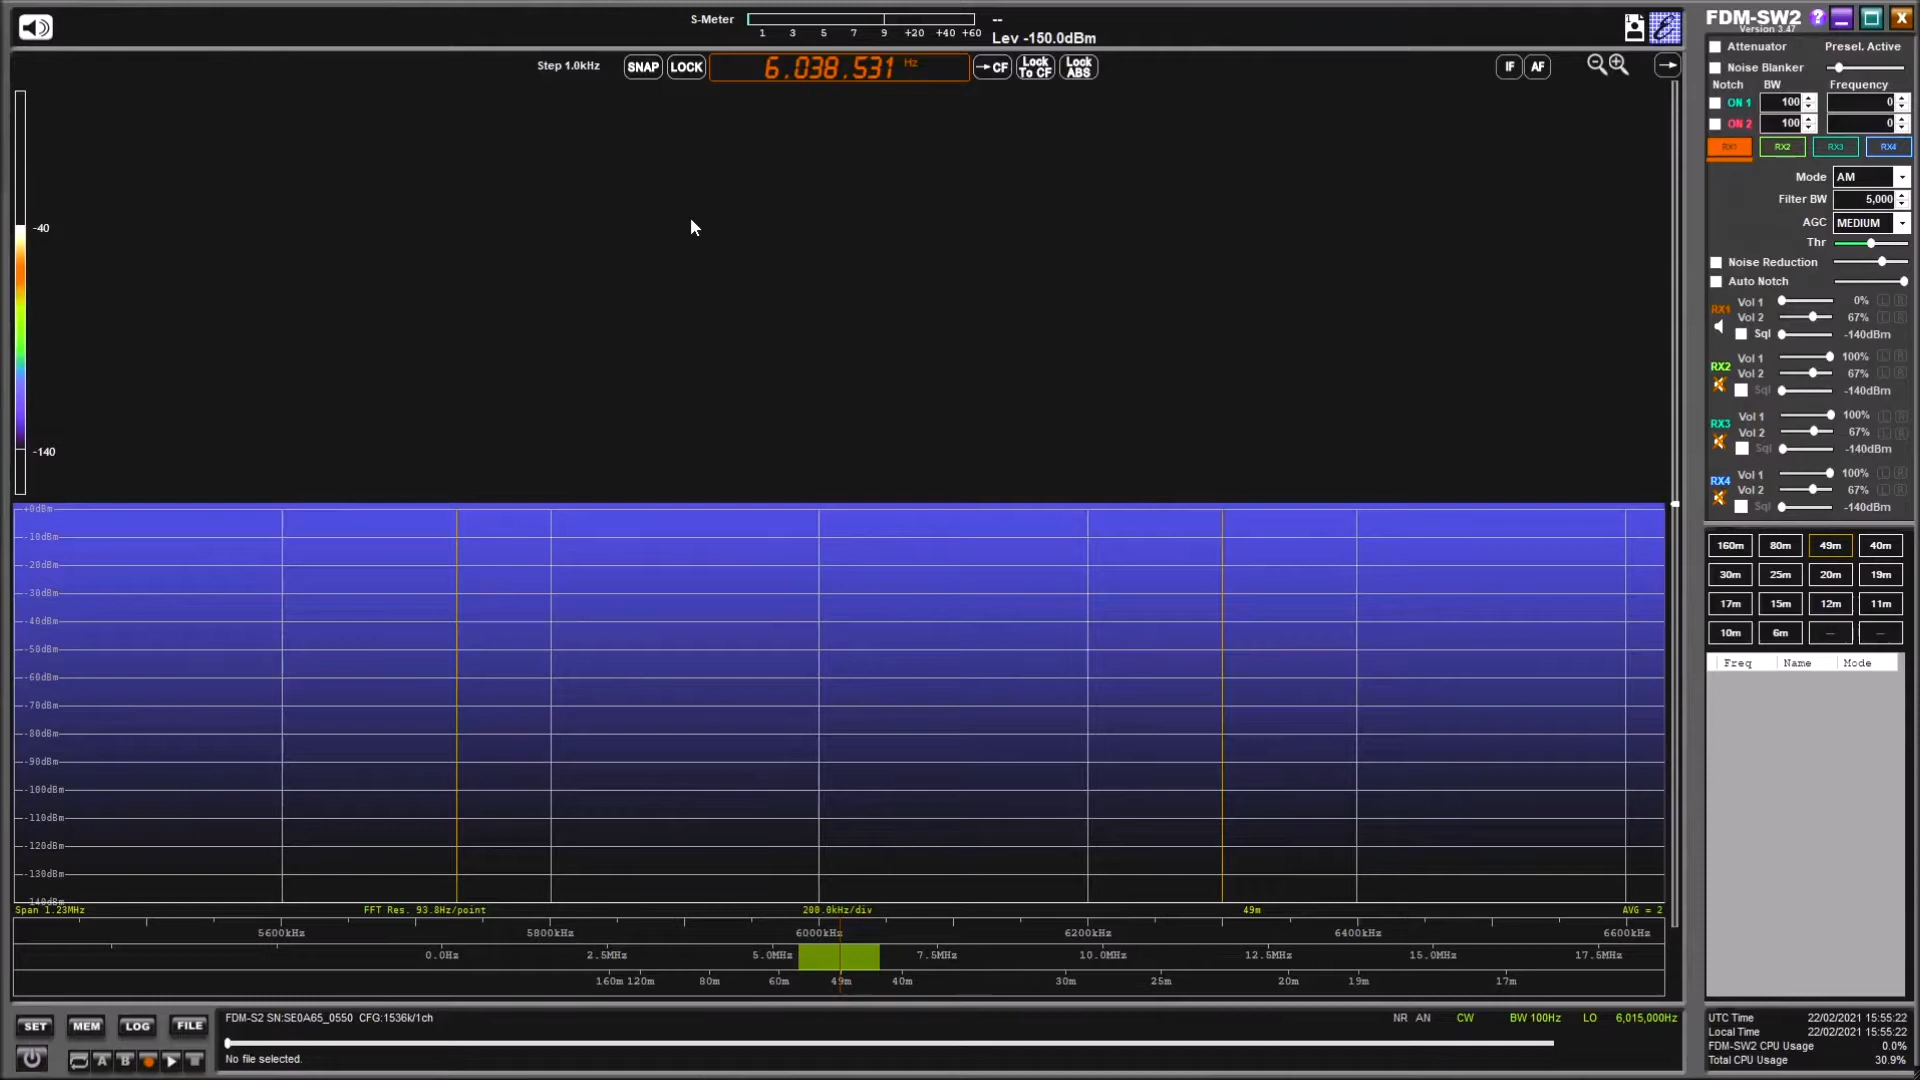 S-Meter
1 3 5 7 9 +20 +40 +60
--
Lev -150.0dBm
FDM-SW2
Version 3.47
?
X
Step 1.0kHz
SNAP
LOCK
6.038.531 Hz
→CF
Lock To CF
Lock ABS
IF
AF
-40
-140
+0dBm
-10dBm
-20dBm
-30dBm
-40dBm
-50dBm
-60dBm
-70dBm
-80dBm
-90dBm
-100dBm
-110dBm
-120dBm
-130dBm
-140dBm
Span 1.23MHz
FFT Res. 93.8Hz/point
200.0kHz/div
49m
AVG = 2
5600kHz 5800kHz 6000kHz 6200kHz 6400kHz 6600kHz
0.0Hz 2.5MHz 5.0MHz 7.5MHz 10.0MHz 12.5MHz 15.0MHz 17.5MHz
160m 120m 80m 60m 49m 40m 30m 25m 20m 19m 17m
SET
MEM
LOG
FILE
A
B
FDM-S2 SN:SE0A65_0550 CFG:1536k/1ch
NR AN CW BW 100Hz LO 6,015,000Hz
No file selected.
Attenuator
Presel. Active
Noise Blanker
Notch BW Frequency
ON 1 100 0
ON 2 100 0
RX1 RX2 RX3 RX4
Mode AM
Filter BW 5,000
AGC MEDIUM
Thr
Noise Reduction
Auto Notch
RX1
Vol 1 0% L R
Vol 2 67% L R
Sql -140dBm
RX2
Vol 1 100% L R
Vol 2 67% L R
Sql -140dBm
RX3
Vol 1 100% L R
Vol 2 67% L R
Sql -140dBm
RX4
Vol 1 100% L R
Vol 2 67% L R
Sql -140dBm
160m 80m 49m 40m
30m 25m 20m 19m
17m 15m 12m 11m
10m 6m --- ---
Freq Name Mode
UTC Time 22/02/2021 15:55:22
Local Time 22/02/2021 15:55:22
FDM-SW2 CPU Usage 0.0%
Total CPU Usage 30.9%